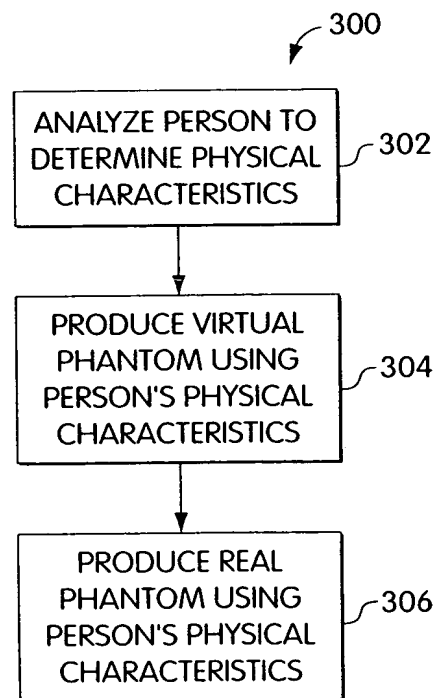 300
ANALYZE PERSON TO
DETERMINE PHYSICAL
CHARACTERISTICS
302
PRODUCE VIRTUAL
PHANTOM USING
PERSON'S PHYSICAL
CHARACTERISTICS
304
PRODUCE REAL
PHANTOM USING
PERSON'S PHYSICAL
CHARACTERISTICS
306